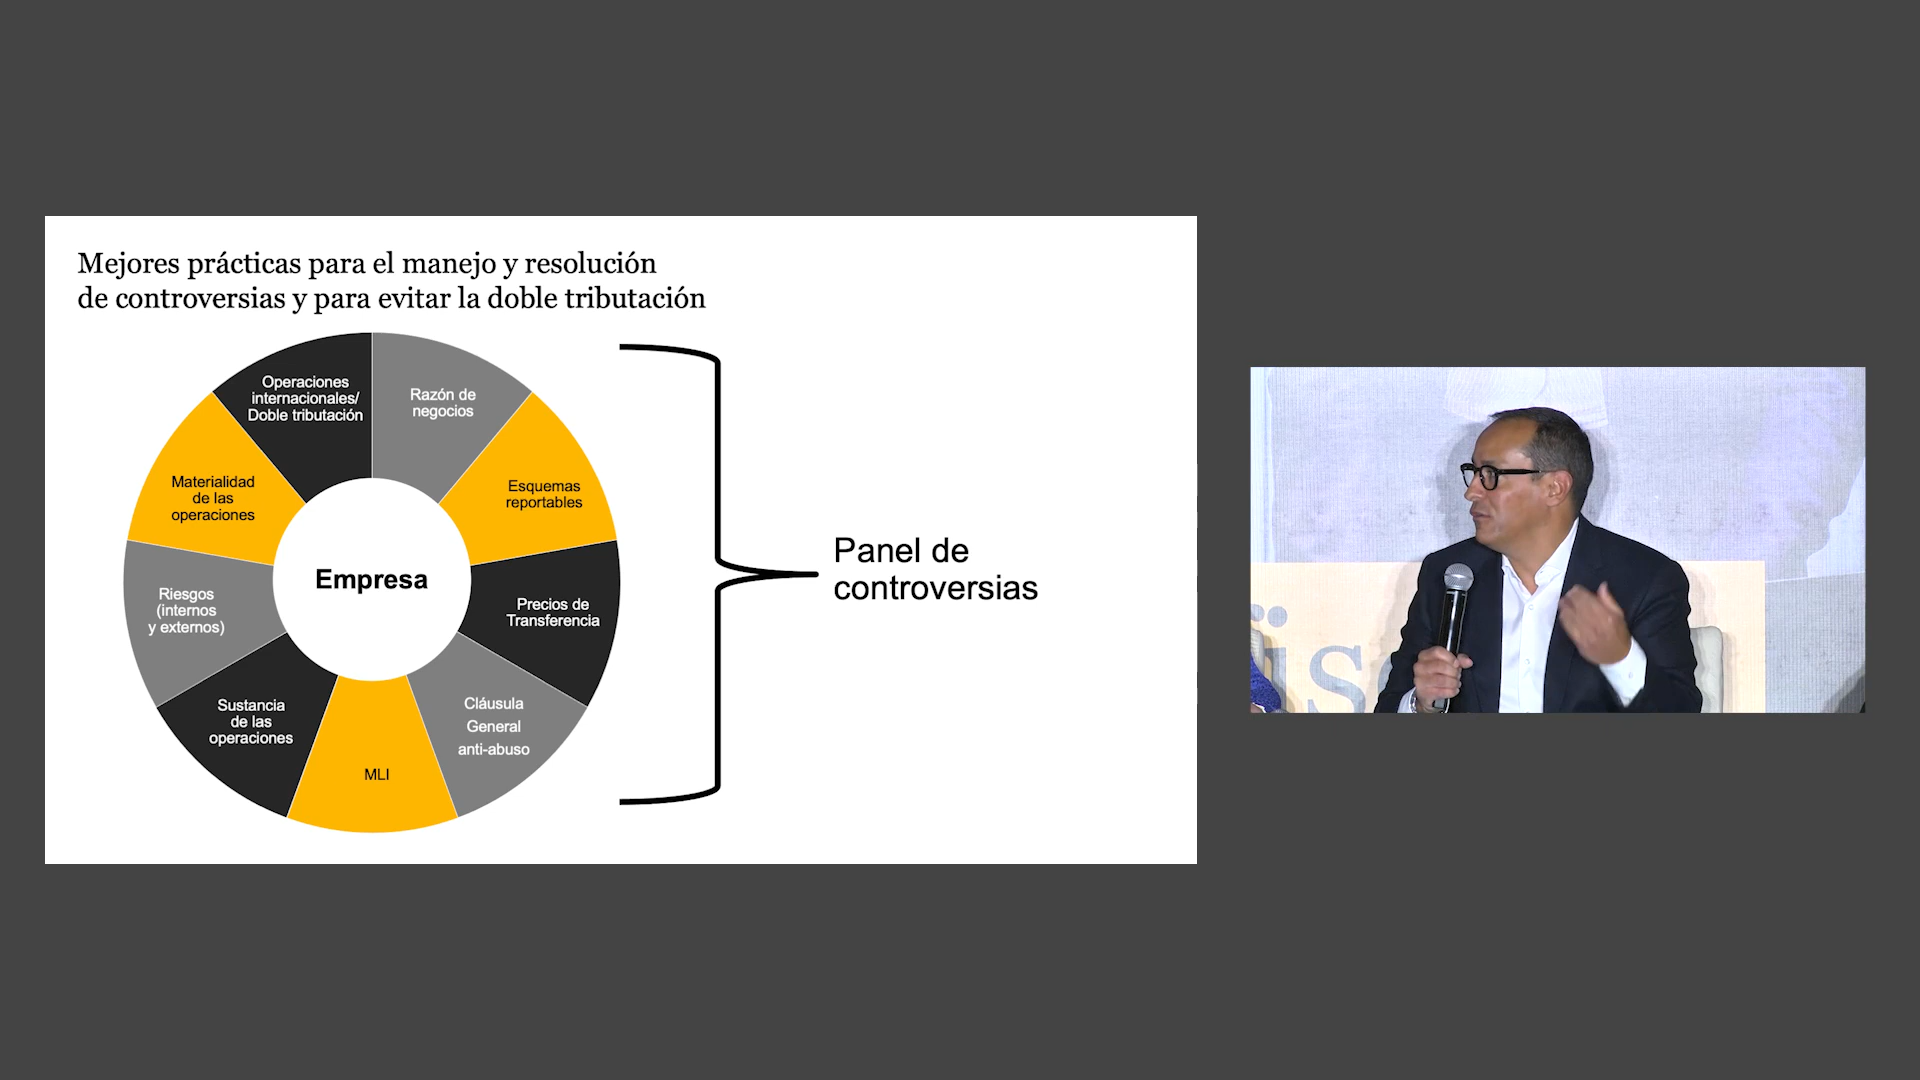 Mejores prácticas para el manejo y resolución
de controversias y para evitar la doble tributación
Operaciones
internacionales/
Doble tributación
Razón de
negocios
Esquemas
reportables
Precios de
Transferencia
Cláusula
General
anti-abuso
MLI
Sustancia
de las
operaciones
Riesgos
(internos
y externos)
Materialidad
de las
operaciones
Empresa
Panel de
controversias